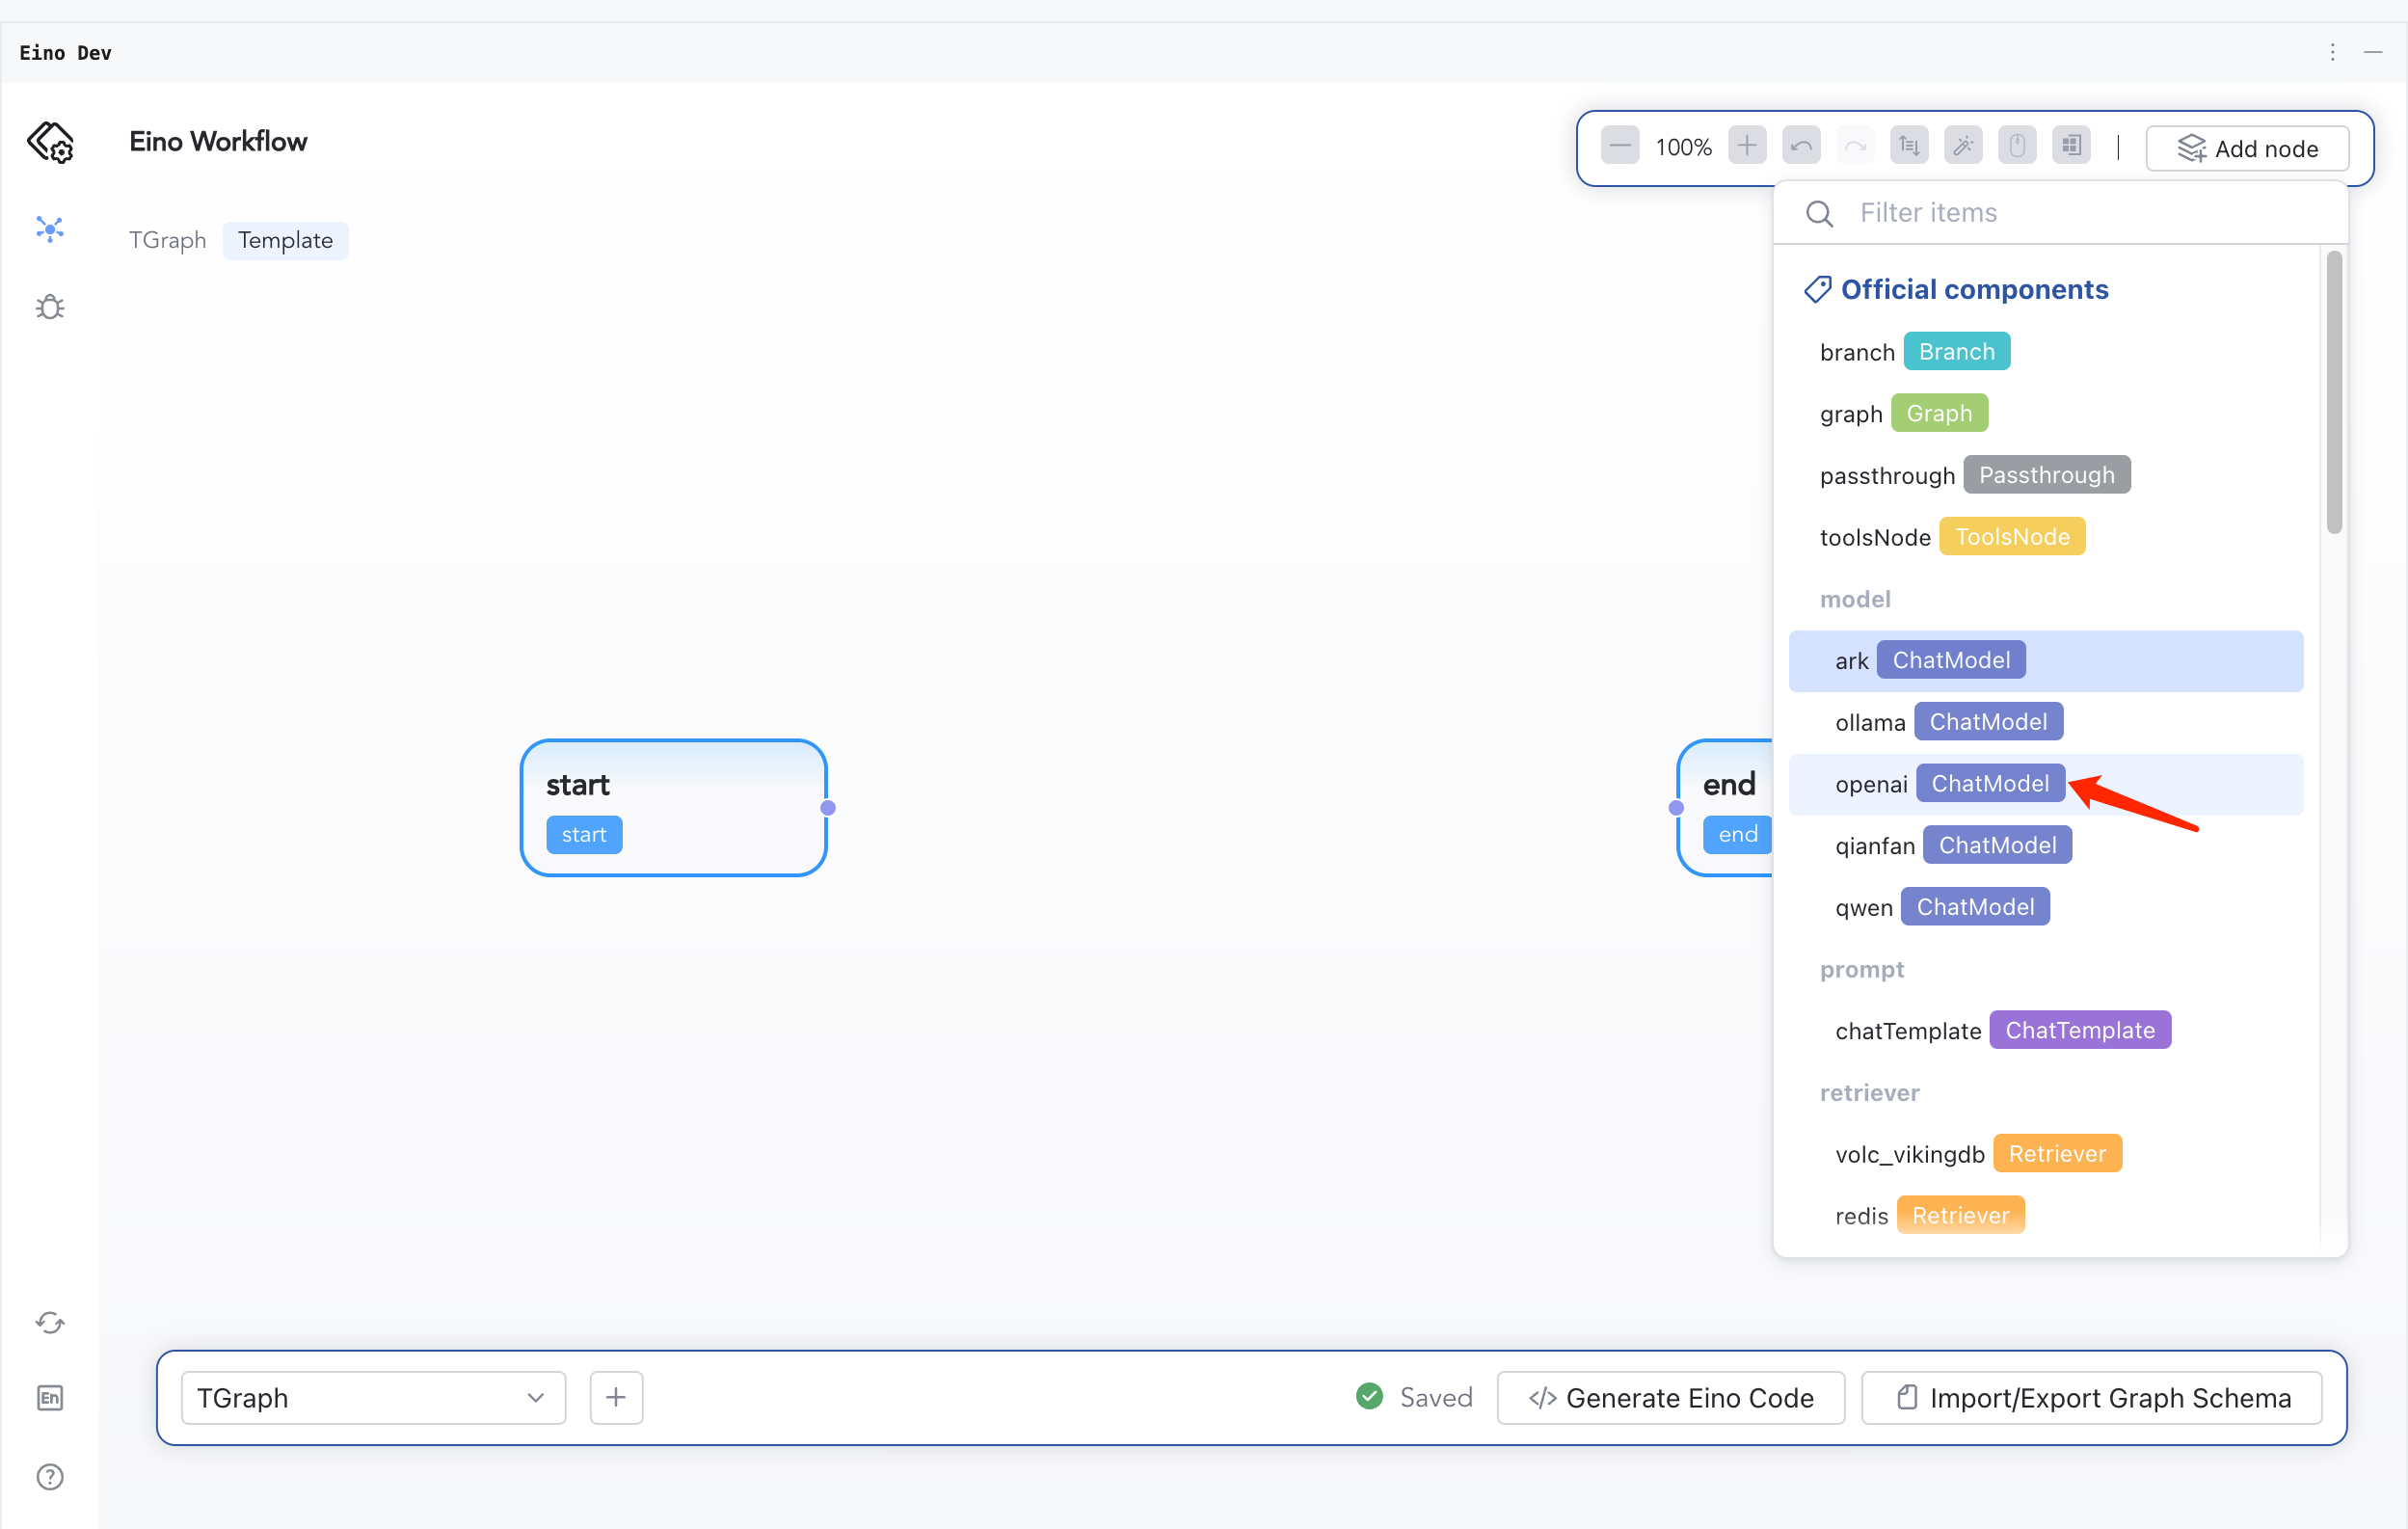 Eino Dev
Eino Workflow
100%
Add node
TGraph Template
Filter items
Official components
branch Branch
graph Graph
passthrough Passthrough
toolsNode ToolsNode
model
ark ChatModel
ollama ChatModel
openai ChatModel
qianfan ChatModel
qwen ChatModel
prompt
chatTemplate ChatTemplate
retriever
volc_vikingdb Retriever
redis Retriever
start
start
end
end
En
TGraph
Saved
</> Generate Eino Code
Import/Export Graph Schema